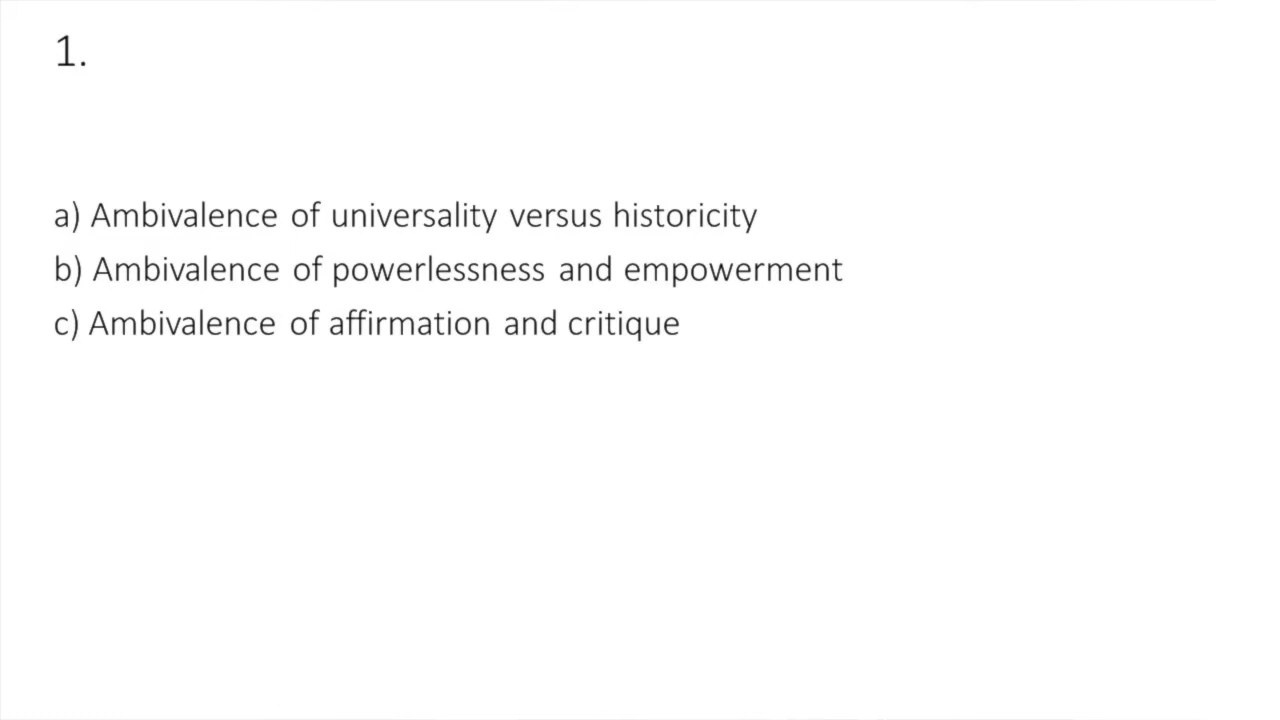 1.
a) Ambivalence of universality versus historicity
b) Ambivalence of powerlessness and empowerment
c) Ambivalence of affirmation and critique